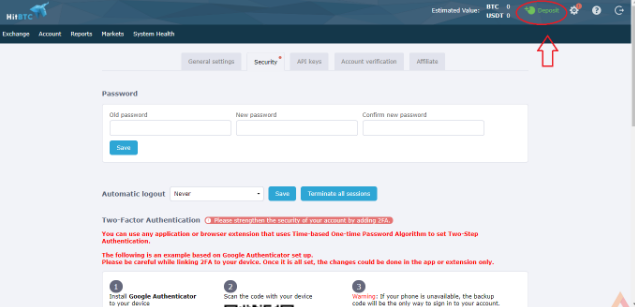 HitBTC
Estimated Value: BTC 0
USDT 0
Deposit
Exchange Account Reports Markets System Health
General settings Security API keys Account verification Affiliate
Password
Old password New password Confirm new password
Save
Automatic logout Never Save Terminate all sessions
Two-Factor Authentication Please strengthen the security of your account by adding 2FA.
You can use any application or browser extension that uses Time-based One-time Password Algorithm to set Two-Step
Authentication.
The following is an example based on Google Authenticator set up.
Please be careful while linking 2FA to your device. Once it is all set, the changes could be done in the app or extension only.
1 2 3
Install Google Authenticator Scan the code with your device Warning: If your phone is unavailable, the backup
to your device code will be the only way to sign in to your account.